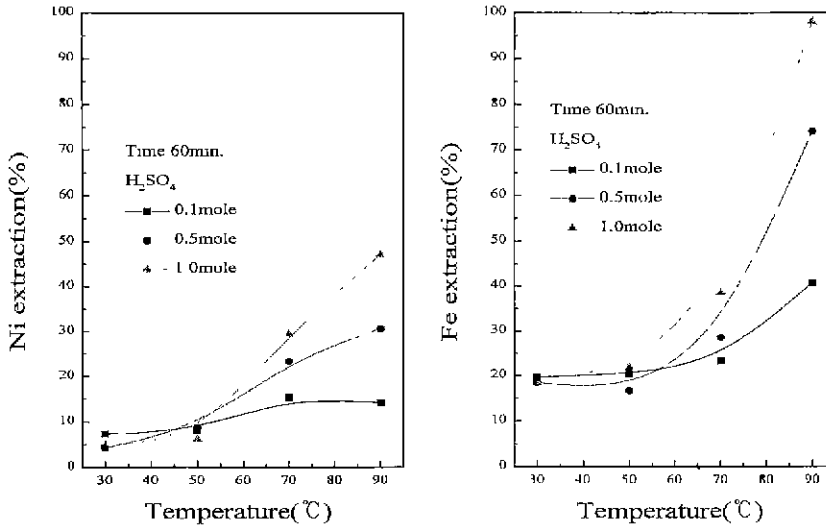 100
90
80
70
60
50
40
30
20
10
0
Ni extraction(%)
Time 60min.
H₂SO₄
0.1mole
0.5mole
1 0mole
30 40 50 60 70 80 90
Temperature(℃)
100
90
80
70
60
50
40
30
20
10
0
Fe extraction(%)
Time 60min.
H₂SO₄
0.1mole
0.5mole
1.0mole
30 40 50 60 70 80 90
Temperature(℃)